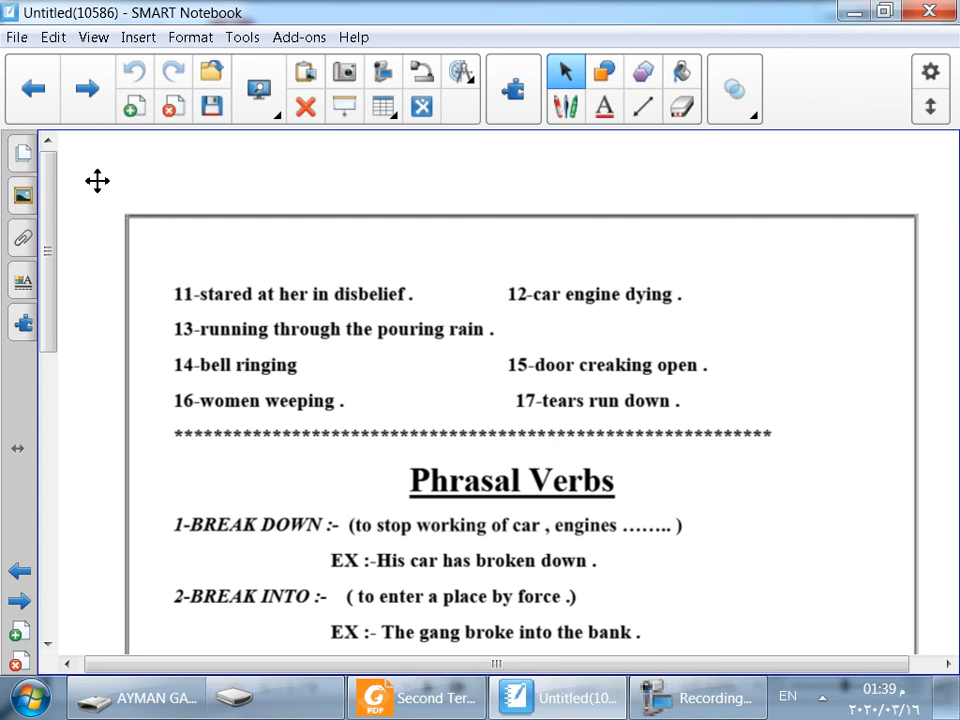 Untitled(10586) - SMART Notebook
File Edit View Insert Format Tools Add-ons Help
11-stared at her in disbelief . 12-car engine dying .
13-running through the pouring rain .
14-bell ringing 15-door creaking open .
16-women weeping . 17-tears run down .
*************************************************************
Phrasal Verbs
1-BREAK DOWN :- (to stop working of car , engines …….. )
EX :-His car has broken down .
2-BREAK INTO :- ( to enter a place by force .)
EX :- The gang broke into the bank .
AYMAN GA... Second Ter... Untitled(10... Recording... EN 01:39 م
PDF ٢٠٢٠/٠٣/١٦